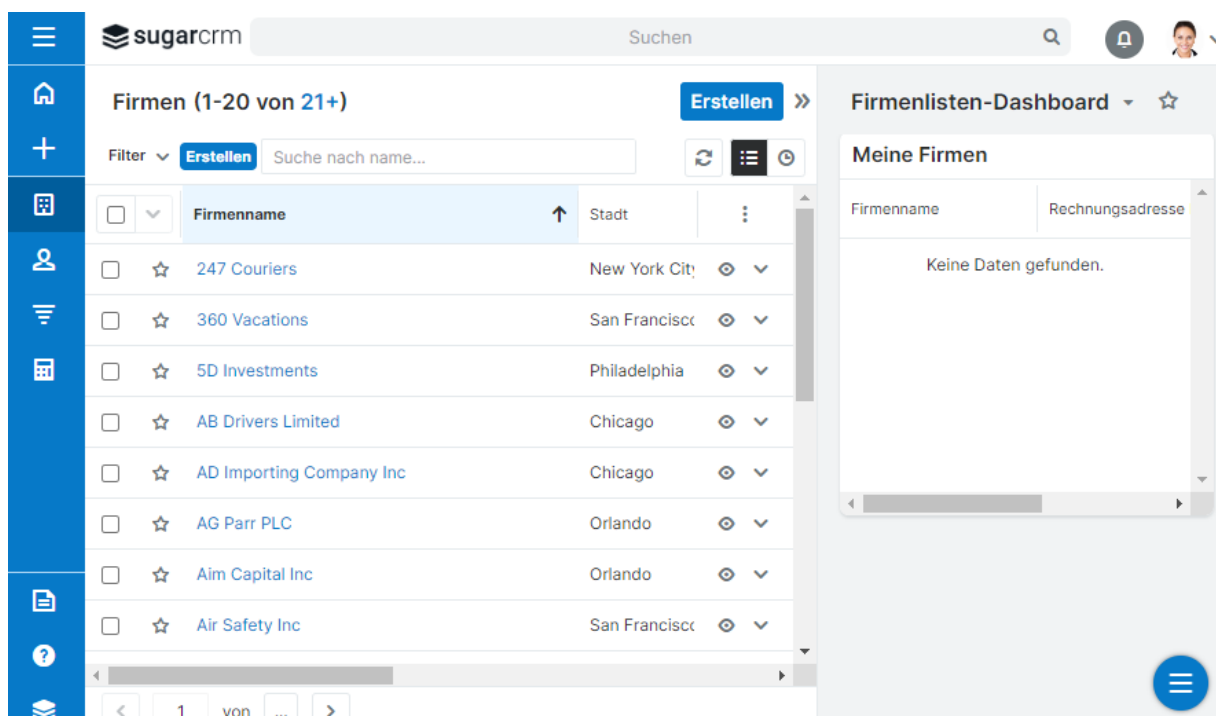 sugarcrm
Suchen
Firmen (1-20 von 21+)
Erstellen
Firmenlisten-Dashboard
Filter
Erstellen
Suche nach name...
Meine Firmen
Firmenname
Stadt
Firmenname
Rechnungsadresse
Keine Daten gefunden.
247 Couriers
New York City
360 Vacations
San Francisc
5D Investments
Philadelphia
AB Drivers Limited
Chicago
AD Importing Company Inc
Chicago
AG Parr PLC
Orlando
Aim Capital Inc
Orlando
Air Safety Inc
San Francisc
1 von ...